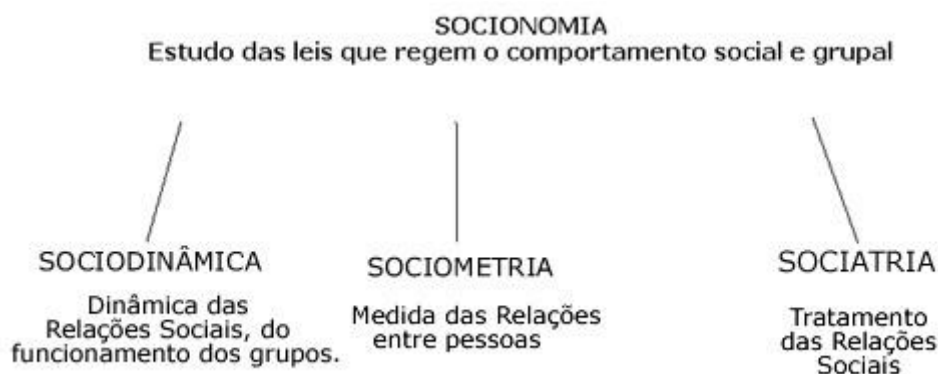 SOCIONOMIA
Estudo das leis que regem o comportamento social e grupal
SOCIODINÂMICA
Dinâmica das
Relações Sociais, do
funcionamento dos grupos.
SOCIOMETRIA
Medida das Relações
entre pessoas
SOCIATRIA
Tratamento
das Relações
Sociais